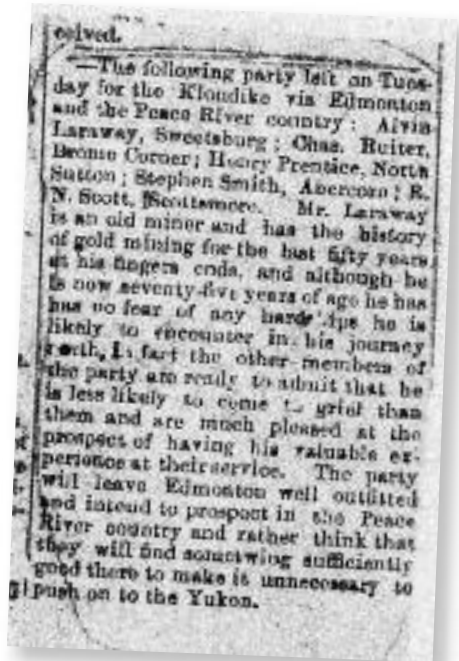 ceived.
—The following party left on Tues-
day for the Klondike via Edmonton
and the Peace River country: Alvin
Laraway, Sweetsburg; Chas. Ruiter,
Brome Corner; Henry Prentice, North
Sutton; Stephen Smith, Abercorn; R.
N. Scott, Scottsmore. Mr. Laraway
is an old miner and has the history
of gold mining for the last fifty years
at his fingers ends, and although he
is now seventy-five years of age he has
has no fear of any hardships he is
likely to encounter in his journey
north, in fact the other members of
the party are ready to admit that he
is less likely to come to grief than
them and are much pleased at the
prospect of having his valuable ex-
perience at their service. The party
will leave Edmonton well outfitted
and intend to prospect in the Peace
River country and rather think that
they will find sometwing sufficiently
good there to make it unnecessary to
push on to the Yukon.